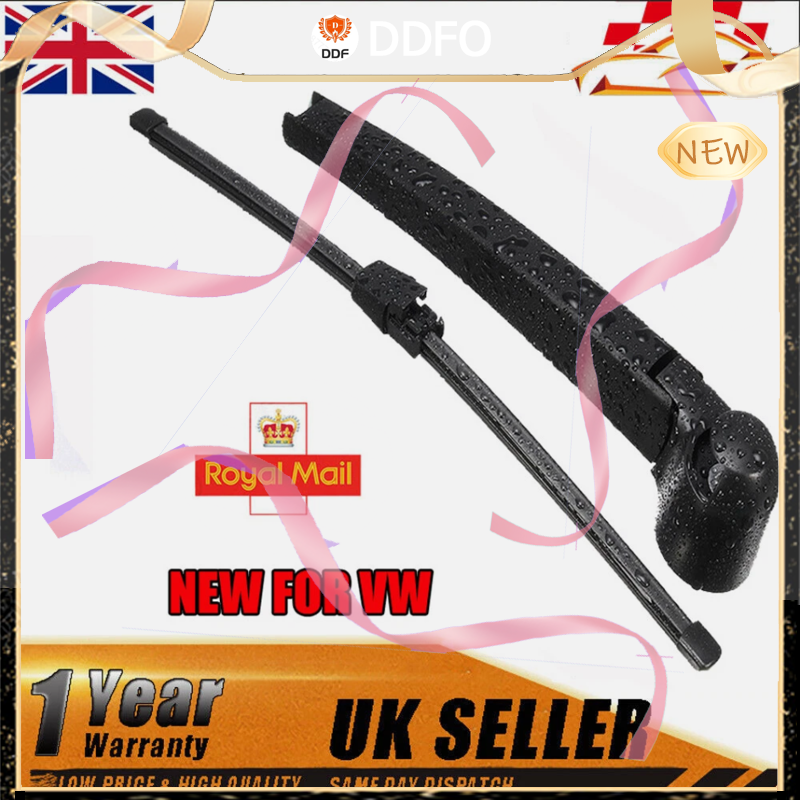 DDFO
DDF
NEW
Royal Mail
NEW FOR VW
1 Year
Warranty
UK SELLER
LOW PRICE & HIGH QUALITY
SAME DAY DISPATCH